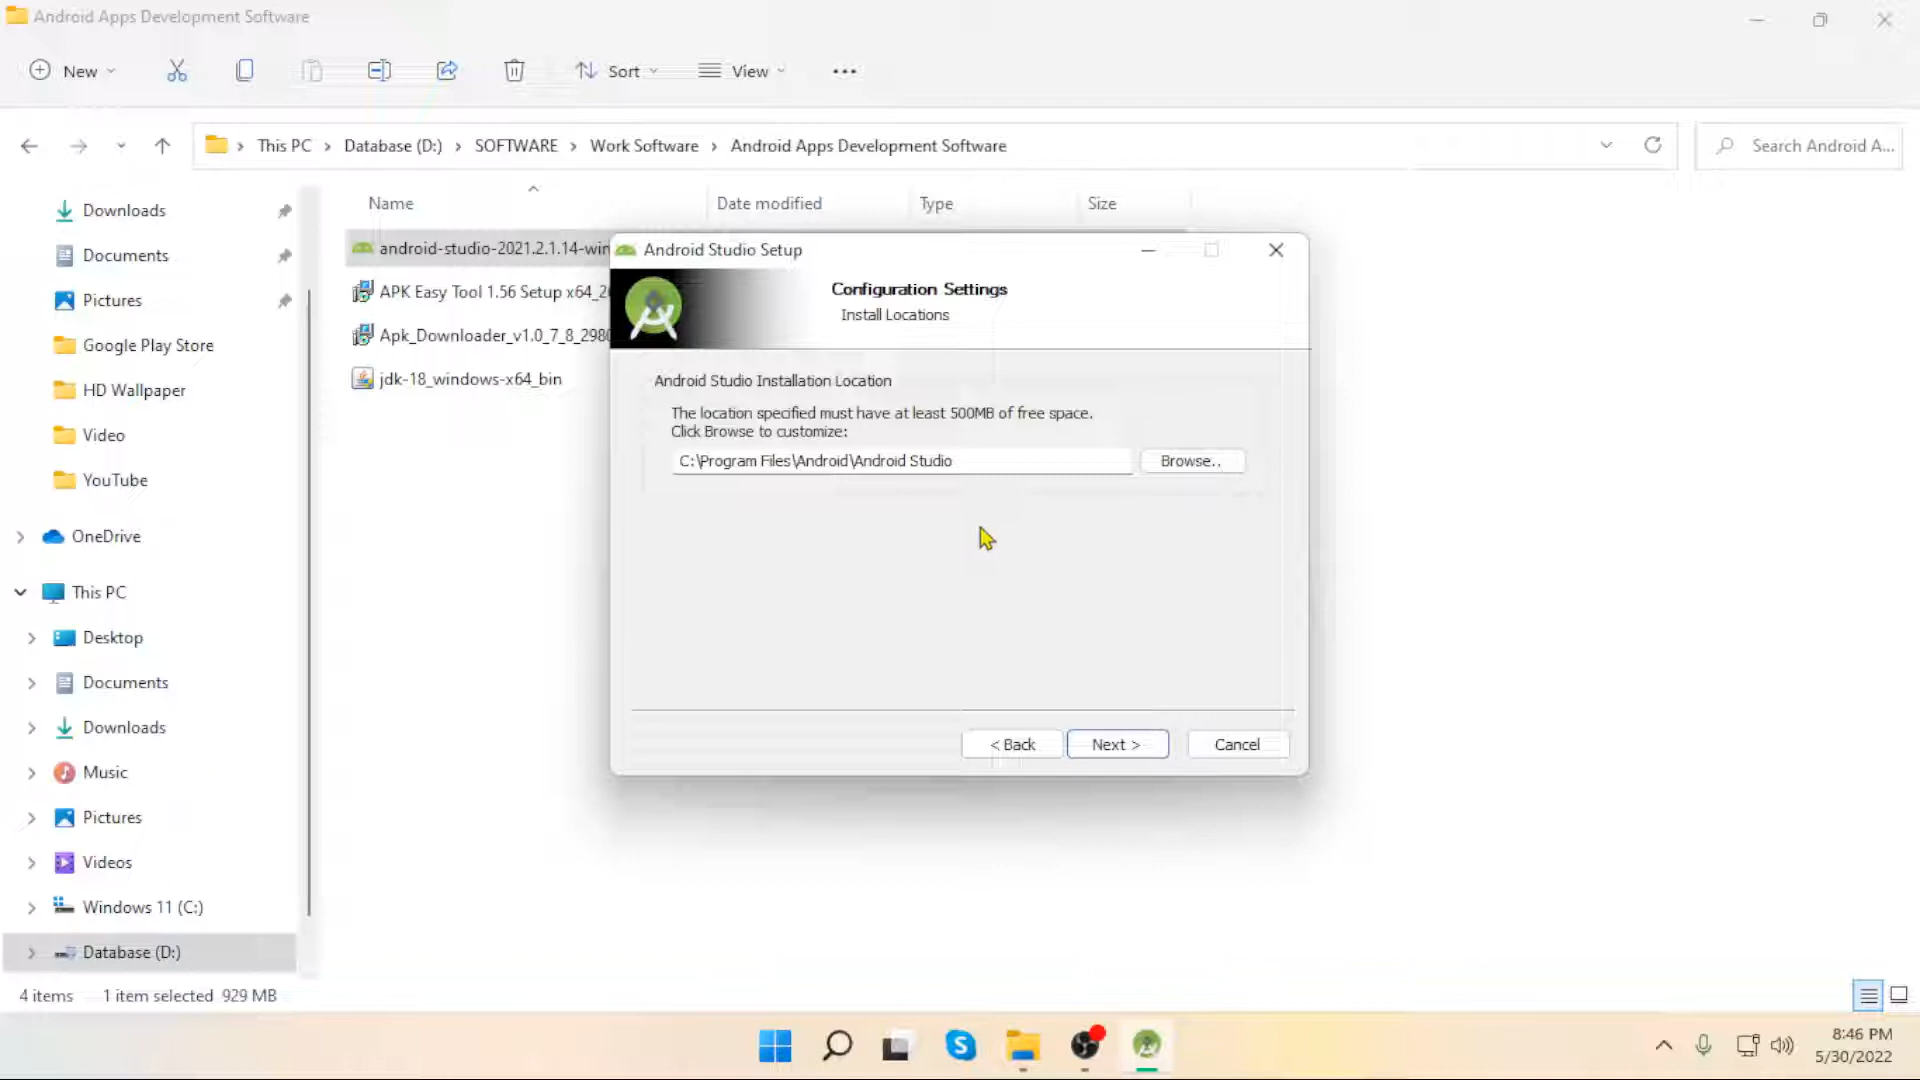 Android Apps Development Software
New
Sort
View
This PC
Database (D:)
SOFTWARE
Work Software
Android Apps Development Software
Search Android A...
Downloads
Documents
Pictures
Google Play Store
HD Wallpaper
Video
YouTube
OneDrive
This PC
Desktop
Documents
Downloads
Music
Pictures
Videos
Windows 11 (C:)
Database (D:)
Name
Date modified
Type
Size
android-studio-2021.2.1.14-win
APK Easy Tool 1.56 Setup x64_2
Apk_Downloader_v1.0_7_8_2980
jdk-18_windows-x64_bin
Android Studio Setup
Configuration Settings
Install Locations
Android Studio Installation Location
The location specified must have at least 500MB of free space.
Click Browse to customize:
C:\Program Files\Android\Android Studio
Browse..
< Back
Next >
Cancel
4 items
1 item selected 929 MB
8:46 PM
5/30/2022